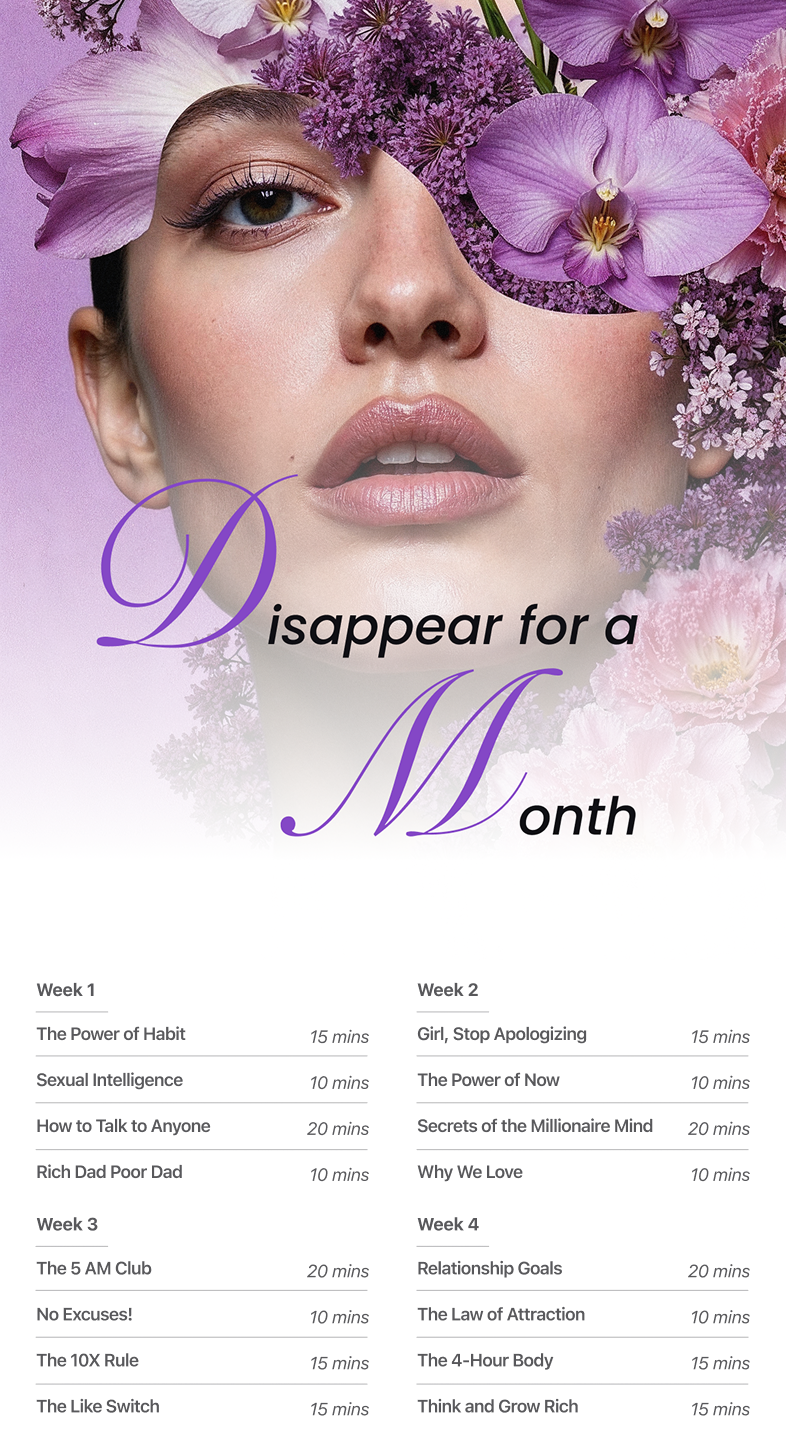 Disappear for a
Month
Week 1
The Power of Habit 15 mins
Sexual Intelligence 10 mins
How to Talk to Anyone 20 mins
Rich Dad Poor Dad 10 mins
Week 2
Girl, Stop Apologizing 15 mins
The Power of Now 10 mins
Secrets of the Millionaire Mind 20 mins
Why We Love 10 mins
Week 3
The 5 AM Club 20 mins
No Excuses! 10 mins
The 10X Rule 15 mins
The Like Switch 15 mins
Week 4
Relationship Goals 20 mins
The Law of Attraction 10 mins
The 4-Hour Body 15 mins
Think and Grow Rich 15 mins